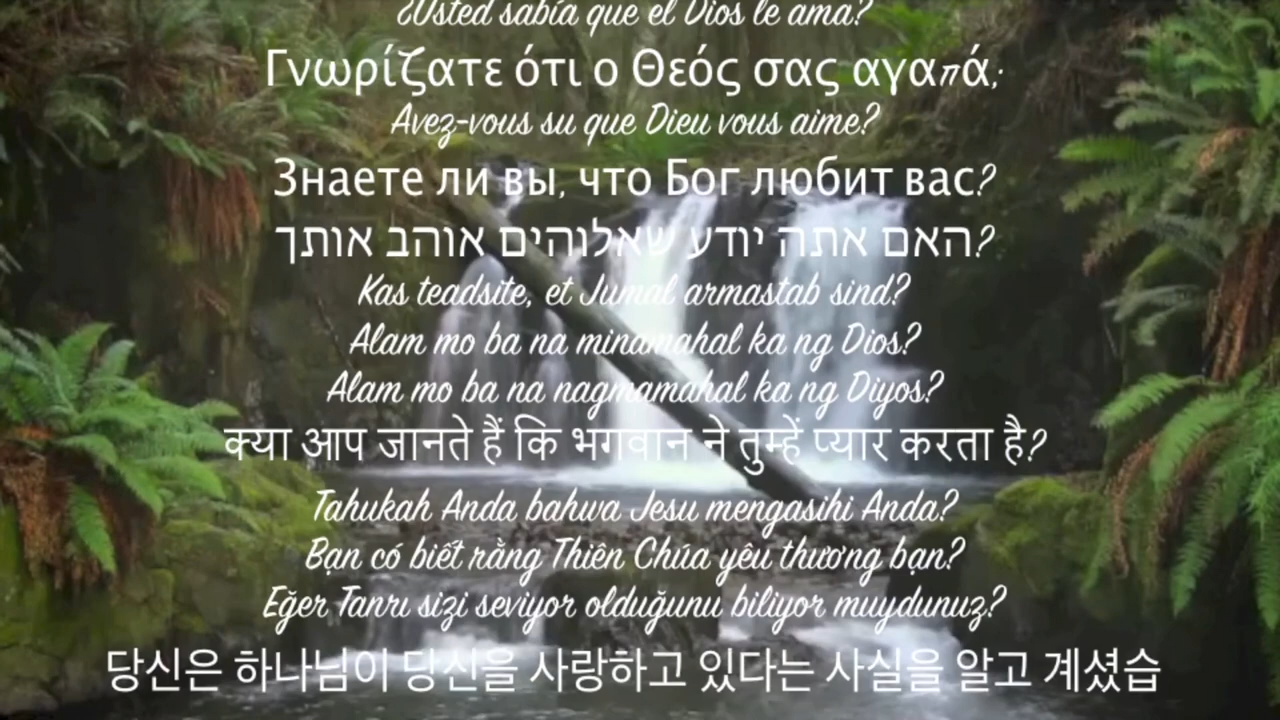 ¿Usted sabía que el Dios le ama?
Γνωρίζατε ότι ο Θεός σας αγαπά;
Avez-vous su que Dieu vous aime?
Знаете ли вы, что Бог любит вас?
האם אתה יודע שאלוהים אוהב אותך?
Kas teadsite, et Jumal armastab sind?
Alam mo ba na minamahal ka ng Dios?
Alam mo ba na nagmamahal ka ng Diyos?
क्या आप जानते हैं कि भगवान ने तुम्हें प्यार करता है?
Tahukah Anda bahwa Jesu mengasihi Anda?
Bạn có biết rằng Thiên Chúa yêu thương bạn?
Eğer Tanrı sizi seviyor olduğunu biliyor muydunuz?
당신은 하나님이 당신을 사랑하고 있다는 사실을 알고 계셨습